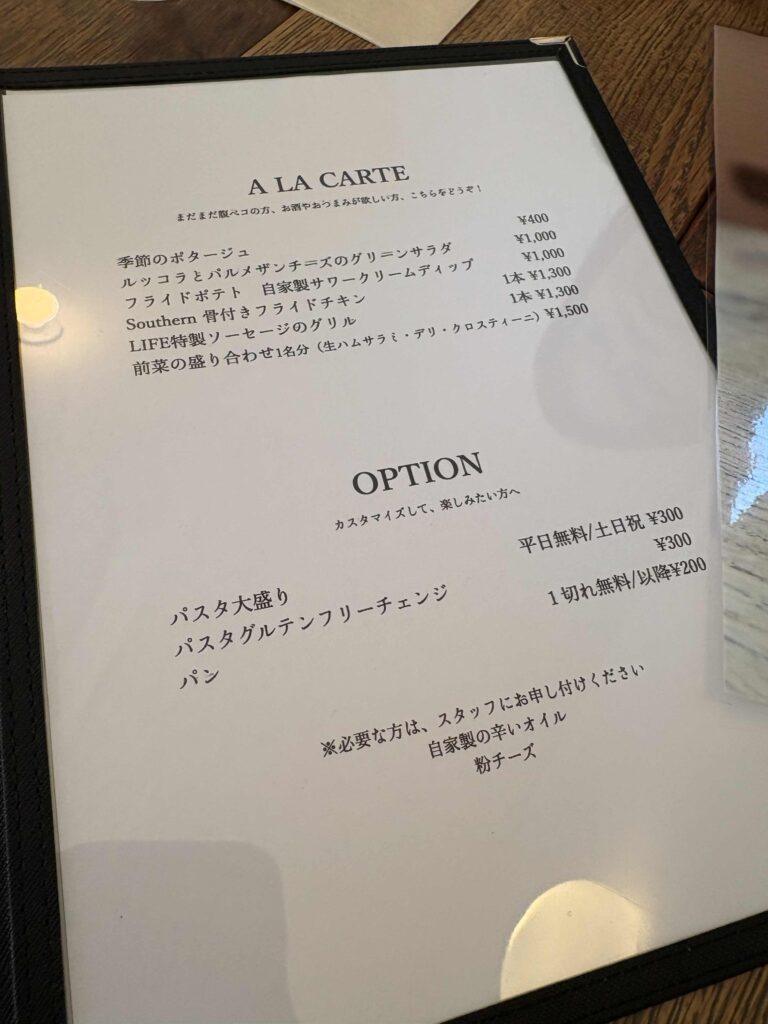 A LA CARTE
まだまだ腹ペコの方、お酒やおつまみが欲しい方、こちらをどうぞ！
季節のポタージュ ¥400
ルッコラとパルメザンチーズのグリーンサラダ ¥1,000
フライドポテト　自家製サワークリームディップ ¥1,000
Southern 骨付きフライドチキン 1本 ¥1,300
LIFE特製ソーセージのグリル 1本 ¥1,300
前菜の盛り合わせ1名分（生ハムサラミ・デリ・クロスティーニ）¥1,500
OPTION
カスタマイズして、楽しみたい方へ
パスタ大盛り 平日無料/土日祝 ¥300
パスタグルテンフリーチェンジ ¥300
パン 1切れ無料/以降¥200
※必要な方は、スタッフにお申し付けください
自家製の辛いオイル
粉チーズ